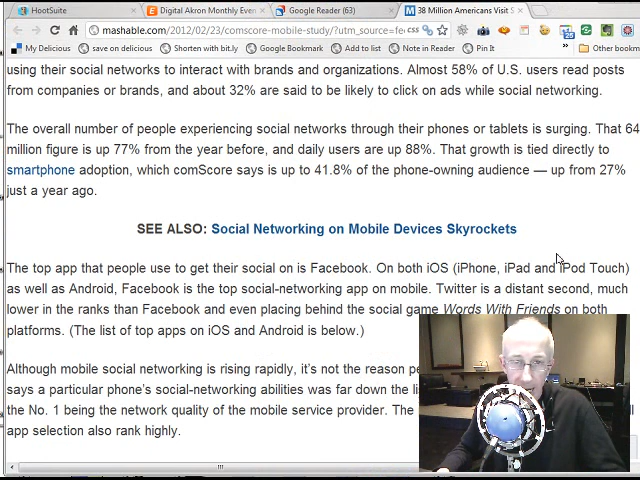 HootSuite
Digital Akron Monthly Even
Google Reader (63)
38 Million Americans Visit S
mashable.com/2012/02/23/comscore-mobile-study/?utm_source=fe
My Delicious
save on delicious
Shorten with bit.ly
Google Bookmark
Add to list
Note in Reader
Pin It
Other bookm
using their social networks to interact with brands and organizations. Almost 58% of U.S. users read posts
from companies or brands, and about 32% are said to be likely to click on ads while social networking.
The overall number of people experiencing social networks through their phones or tablets is surging. That 64
million figure is up 77% from the year before, and daily users are up 88%. That growth is tied directly to
smartphone adoption, which comScore says is up to 41.8% of the phone-owning audience — up from 27%
just a year ago.
SEE ALSO: Social Networking on Mobile Devices Skyrockets
The top app that people use to get their social on is Facebook. On both iOS (iPhone, iPad and iPod Touch)
as well as Android, Facebook is the top social-networking app on mobile. Twitter is a distant second, much
lower in the ranks than Facebook and even placing behind the social game Words With Friends on both
platforms. (The list of top apps on iOS and Android is below.)
Although mobile social networking is rising rapidly, it's not the reason pe
says a particular phone's social-networking abilities was far down the li
the No. 1 being the network quality of the mobile service provider. The
app selection also rank highly.